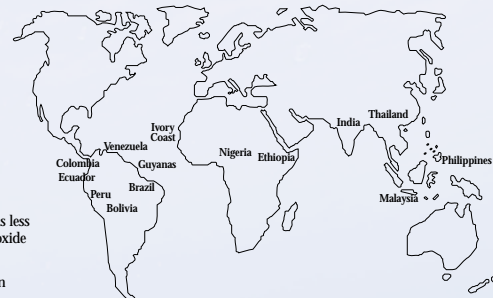 Ivory
Coast
Nigeria
Ethiopia
India
Thailand
Philippines
Malaysia
Venezuela
Colombia
Guyanas
Ecuador
Peru
Brazil
Bolivia
s less
oxide
n